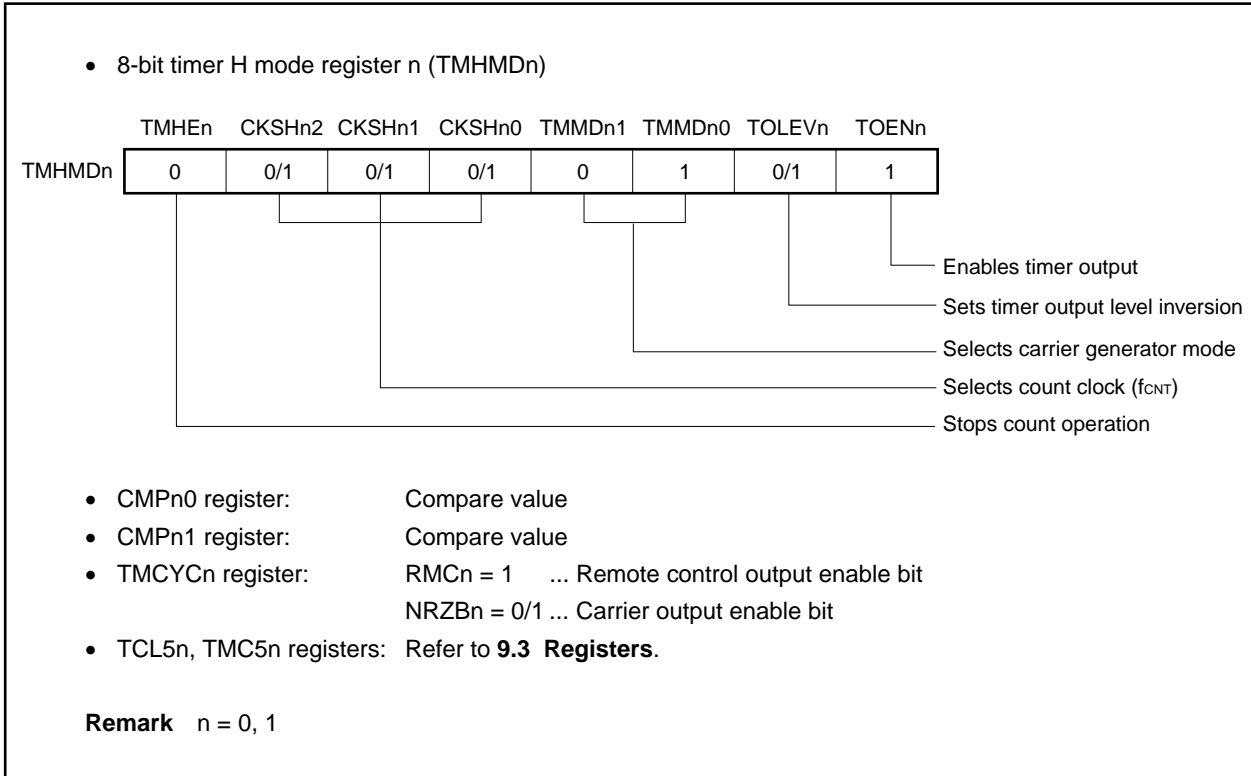 • 8-bit timer H mode register n (TMHMDn)
TMHEn CKSHn2 CKSHn1 CKSHn0 TMMDn1 TMMDn0 TOLEVn TOENn
TMHMDn 0 0/1 0/1 0/1 0 1 0/1 1
Enables timer output
Sets timer output level inversion
Selects carrier generator mode
Selects count clock (fCNT)
Stops count operation
• CMPn0 register: Compare value
• CMPn1 register: Compare value
• TMCYCn register: RMCn = 1 ... Remote control output enable bit
NRZBn = 0/1 ... Carrier output enable bit
• TCL5n, TMC5n registers: Refer to 9.3 Registers.
Remark n = 0, 1